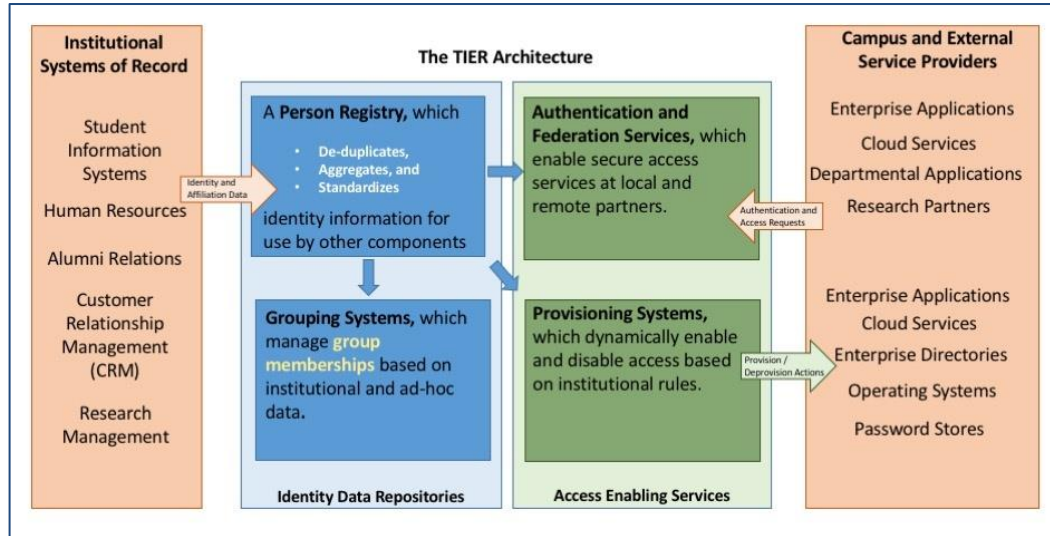 Institutional
Systems of Record
Student
Information
Systems
Human Resources
Alumni Relations
Customer
Relationship
Management
(CRM)
Research
Management
Identity and
Affiliation Data
The TIER Architecture
A Person Registry, which
• De-duplicates,
• Aggregates, and
• Standardizes
identity information for
use by other components
Grouping Systems, which
manage group
memberships based on
institutional and ad-hoc
data.
Identity Data Repositories
Authentication and
Federation Services, which
enable secure access
services at local and
remote partners.
Provisioning Systems,
which dynamically enable
and disable access based
on institutional rules.
Access Enabling Services
Authentication and
Access Requests
Provision /
Deprovision Actions
Campus and External
Service Providers
Enterprise Applications
Cloud Services
Departmental Applications
Research Partners
Enterprise Applications
Cloud Services
Enterprise Directories
Operating Systems
Password Stores